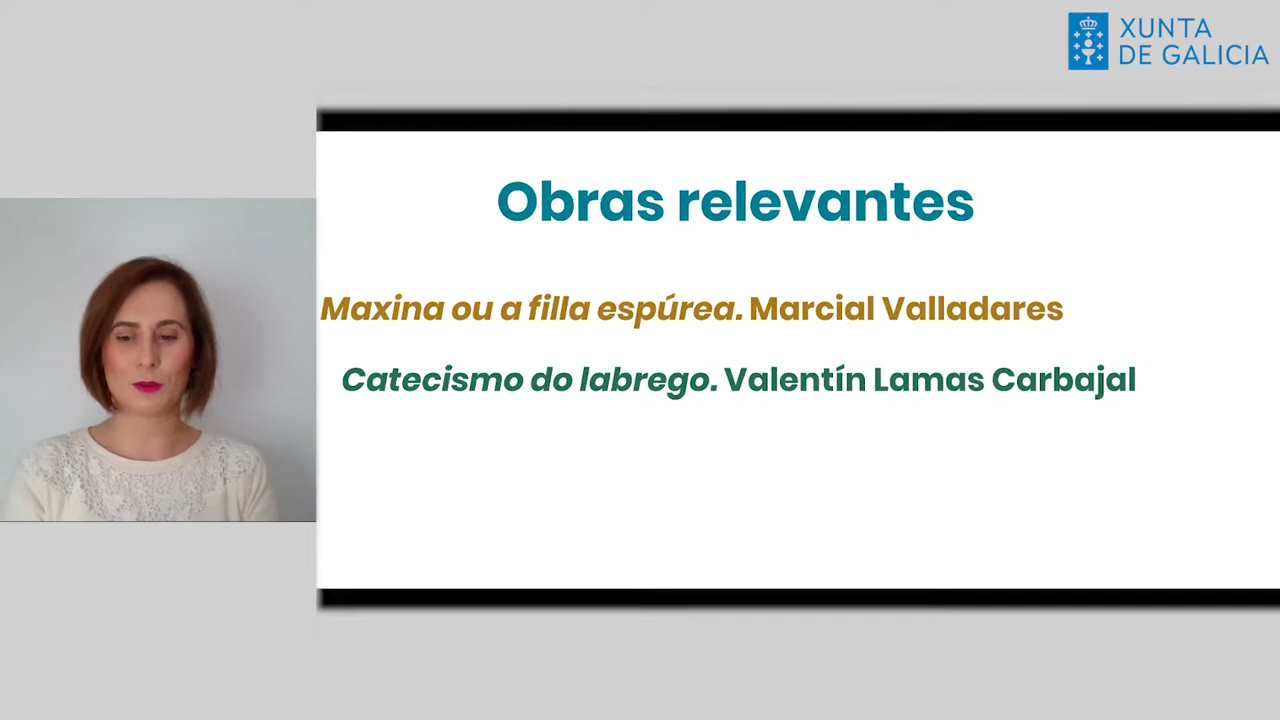 XUNTA
DE GALICIA
Obras relevantes
Maxina ou a filla espúrea. Marcial Valladares
Catecismo do labrego. Valentín Lamas Carbajal